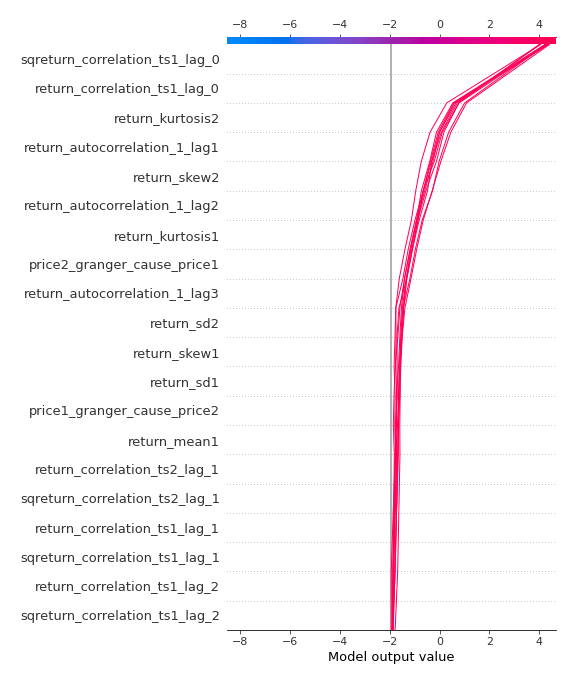 −8 −6 −4 −2 0 2 4
sqreturn_correlation_ts1_lag_0
return_correlation_ts1_lag_0
return_kurtosis2
return_autocorrelation_1_lag1
return_skew2
return_autocorrelation_1_lag2
return_kurtosis1
price2_granger_cause_price1
return_autocorrelation_1_lag3
return_sd2
return_skew1
return_sd1
price1_granger_cause_price2
return_mean1
return_correlation_ts2_lag_1
sqreturn_correlation_ts2_lag_1
return_correlation_ts1_lag_1
sqreturn_correlation_ts1_lag_1
return_correlation_ts1_lag_2
sqreturn_correlation_ts1_lag_2
−8 −6 −4 −2 0 2 4
Model output value